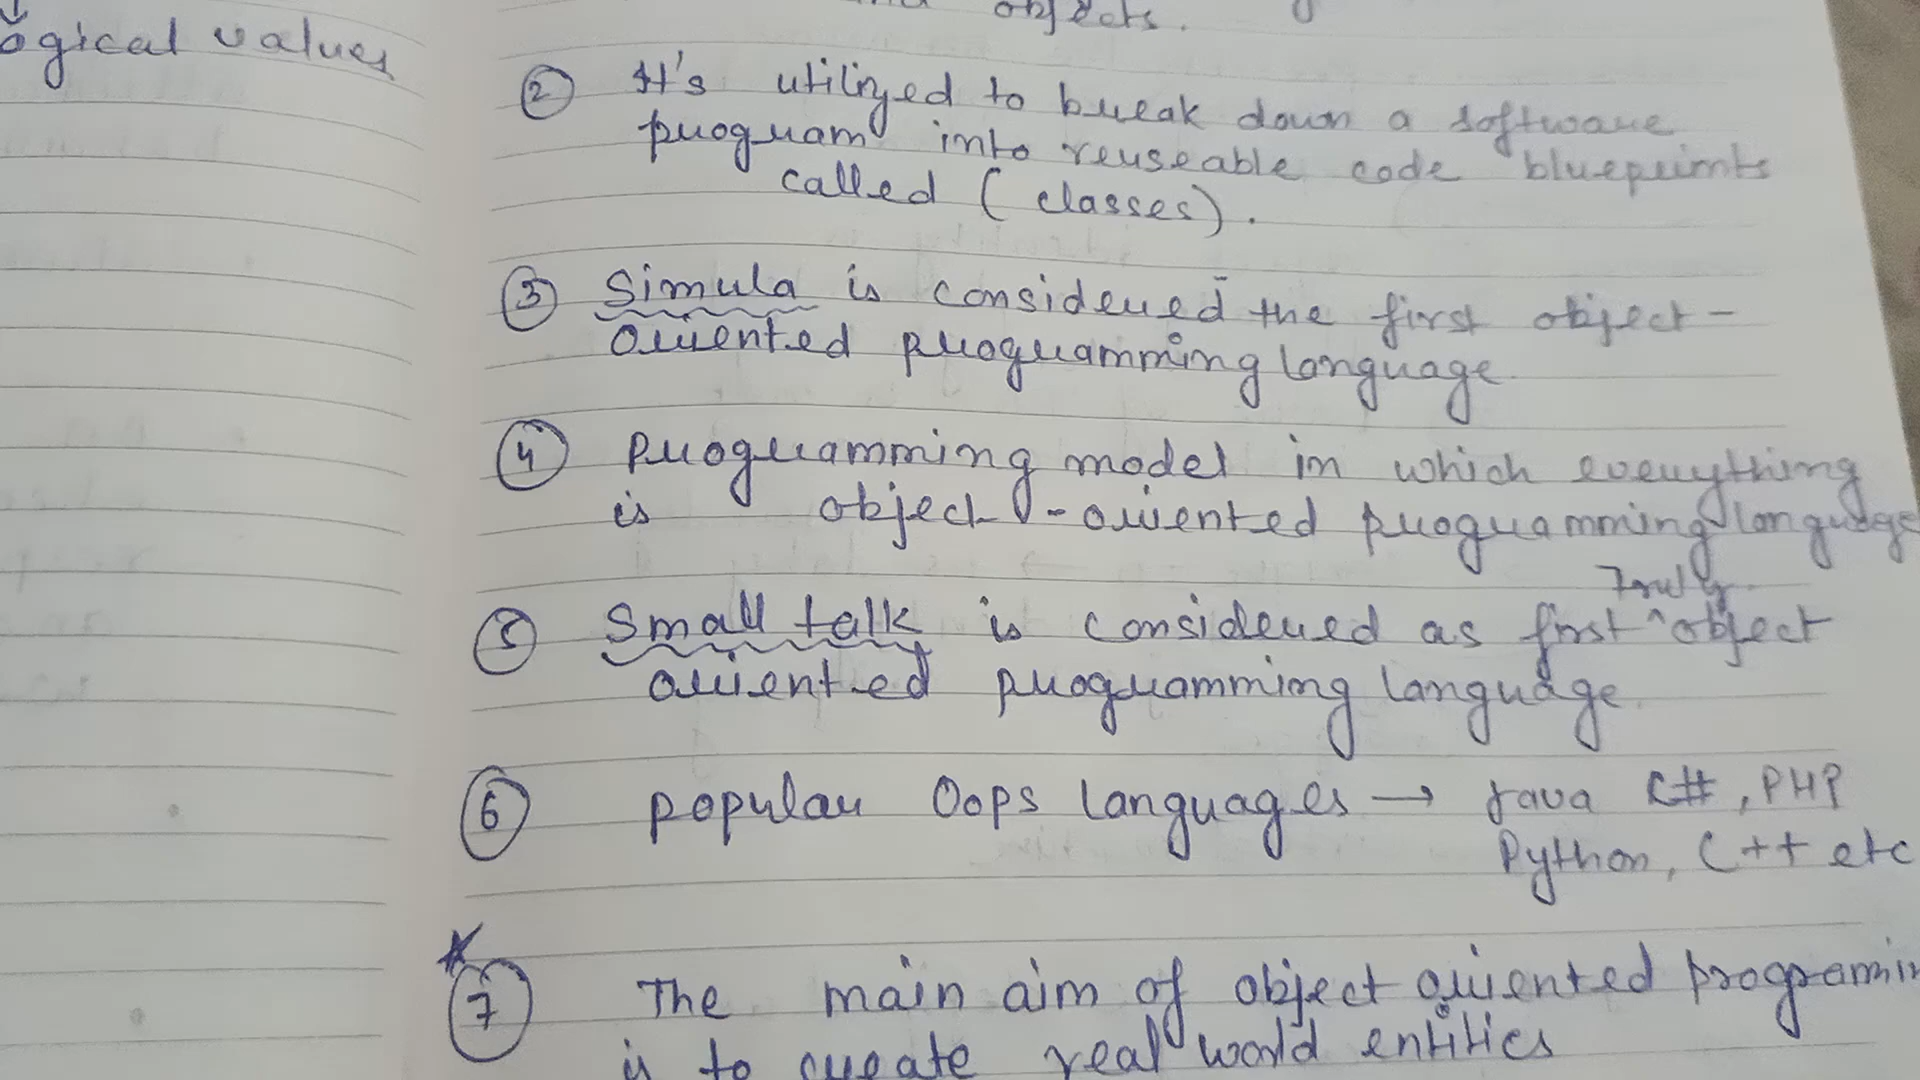 ogical values
objects.
② It's utilized to break down a software
program into reuseable code blueprints
called (classes).
③ Simula is considered the first object-
oriented programming language.
④ Programming model in which everything
is object-oriented programming language
Truly
⑤ Small talk is considered as first ^ object
oriented programming language
⑥ popular Oops languages → Java C#, PHP
Python, C++ etc
⑦ The main aim of object oriented programin
is to create real world entities